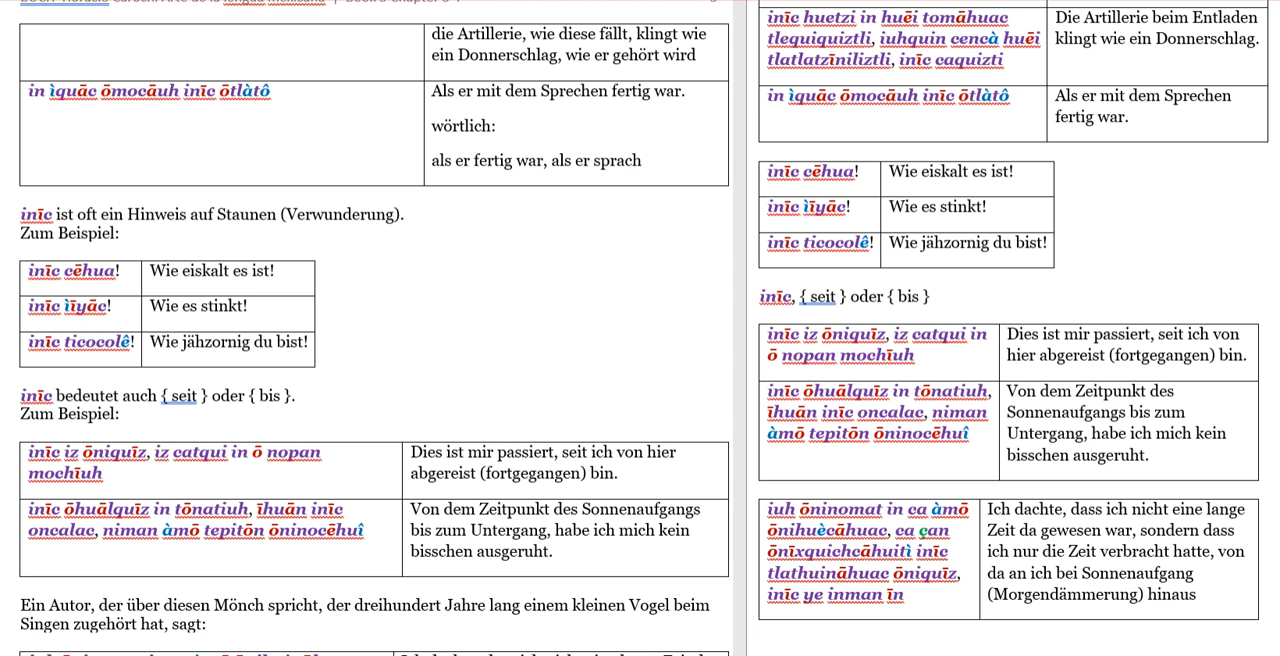 die Artillerie, wie diese fällt, klingt wie
ein Donnerschlag, wie er gehört wird
in ìquāc ōmocāuh inīc ōtlàtô
Als er mit dem Sprechen fertig war.
wörtlich:
als er fertig war, als er sprach
inīc ist oft ein Hinweis auf Staunen (Verwunderung).
Zum Beispiel:
inīc cēhua!
Wie eiskalt es ist!
inīc ìīyāc!
Wie es stinkt!
inīc ticocolê!
Wie jähzornig du bist!
inīc bedeutet auch { seit } oder { bis }.
Zum Beispiel:
inīc iz ōniquīz, iz catqui in ō nopan
mochīuh
Dies ist mir passiert, seit ich von hier
abgereist (fortgegangen) bin.
inīc ōhuālquīz in tōnatiuh, īhuān inīc
oncalac, niman àmō tepitōn ōninocēhuî
Von dem Zeitpunkt des Sonnenaufgangs
bis zum Untergang, habe ich mich kein
bisschen ausgeruht.
Ein Autor, der über diesen Mönch spricht, der dreihundert Jahre lang einem kleinen Vogel beim
Singen zugehört hat, sagt:
inīc huetzi in huēi tomāhuac
tlequiquiztli, iuhquin cencà huēi
tlatlatzīniliztli, inīc caquizti
Die Artillerie beim Entladen
klingt wie ein Donnerschlag.
in ìquāc ōmocāuh inīc ōtlàtô
Als er mit dem Sprechen
fertig war.
inīc cēhua!
Wie eiskalt es ist!
inīc ìīyāc!
Wie es stinkt!
inīc ticocolê!
Wie jähzornig du bist!
inīc, { seit } oder { bis }
inīc iz ōniquīz, iz catqui in
ō nopan mochīuh
Dies ist mir passiert, seit ich von
hier abgereist (fortgegangen) bin.
inīc ōhuālquīz in tōnatiuh,
īhuān inīc oncalac, niman
àmō tepitōn ōninocēhuî
Von dem Zeitpunkt des
Sonnenaufgangs bis zum
Untergang, habe ich mich kein
bisschen ausgeruht.
iuh ōninomat in ca àmō
ōnihuècāhuac, ca çan
ōnīxquichcāhuitì inīc
tlathuināhuac ōniquīz,
inīc ye inman īn
Ich dachte, dass ich nicht eine lange
Zeit da gewesen war, sondern dass
ich nur die Zeit verbracht hatte, von
da an ich bei Sonnenaufgang
(Morgendämmerung) hinaus